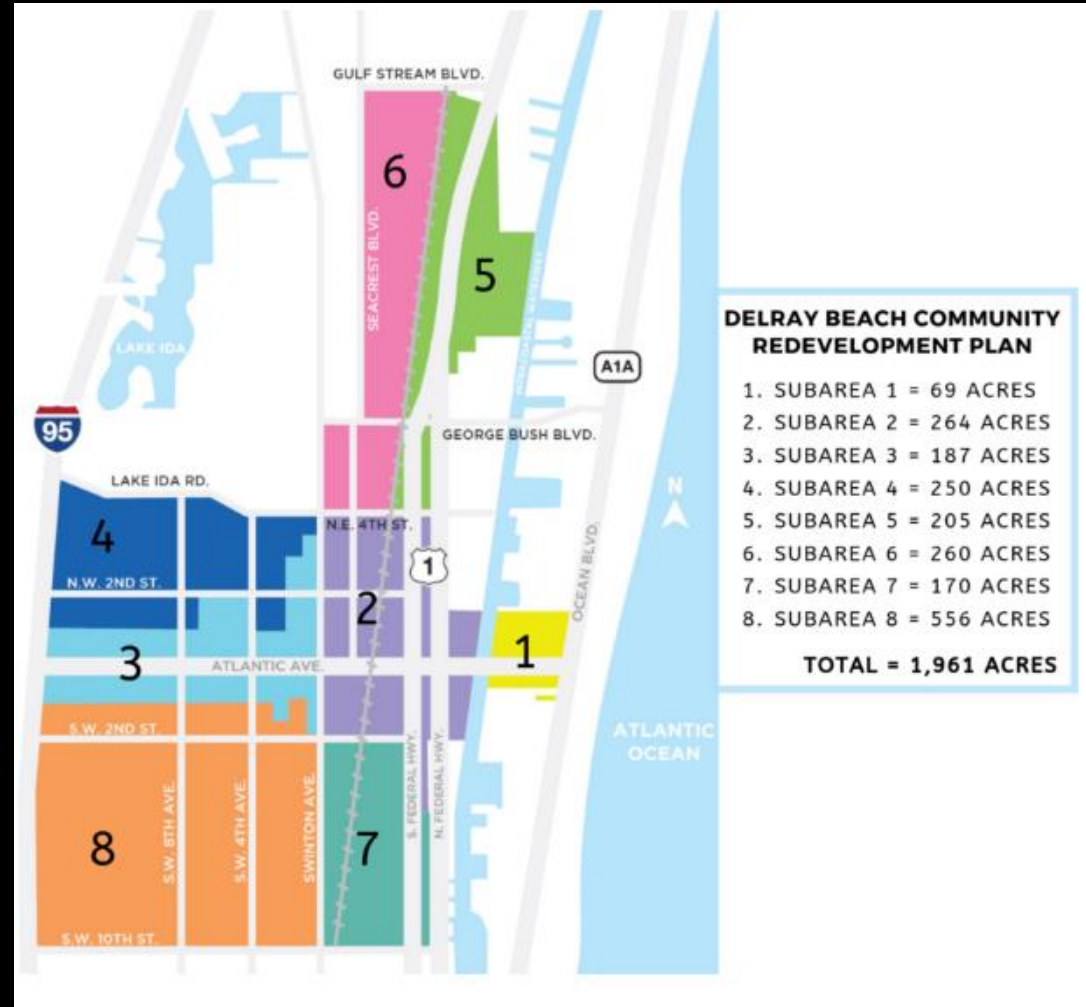 GULF STREAM BLVD.
6
SEACREST BLVD.
5
INTRACOASTAL WATERWAY
LAKE IDA
A1A
95
GEORGE BUSH BLVD.
LAKE IDA RD.
N
N.E. 4TH ST.
4
1
OCEAN BLVD.
N.W. 2ND ST.
2
3
ATLANTIC AVE.
1
S.W. 2ND ST.
ATLANTIC
OCEAN
S.W. 8TH AVE.
S.W. 4TH AVE.
SWINTON AVE.
S. FEDERAL HWY.
N. FEDERAL HWY.
8
7
S.W. 10TH ST.
DELRAY BEACH COMMUNITY
REDEVELOPMENT PLAN
1. SUBAREA 1 = 69 ACRES
2. SUBAREA 2 = 264 ACRES
3. SUBAREA 3 = 187 ACRES
4. SUBAREA 4 = 250 ACRES
5. SUBAREA 5 = 205 ACRES
6. SUBAREA 6 = 260 ACRES
7. SUBAREA 7 = 170 ACRES
8. SUBAREA 8 = 556 ACRES
TOTAL = 1,961 ACRES